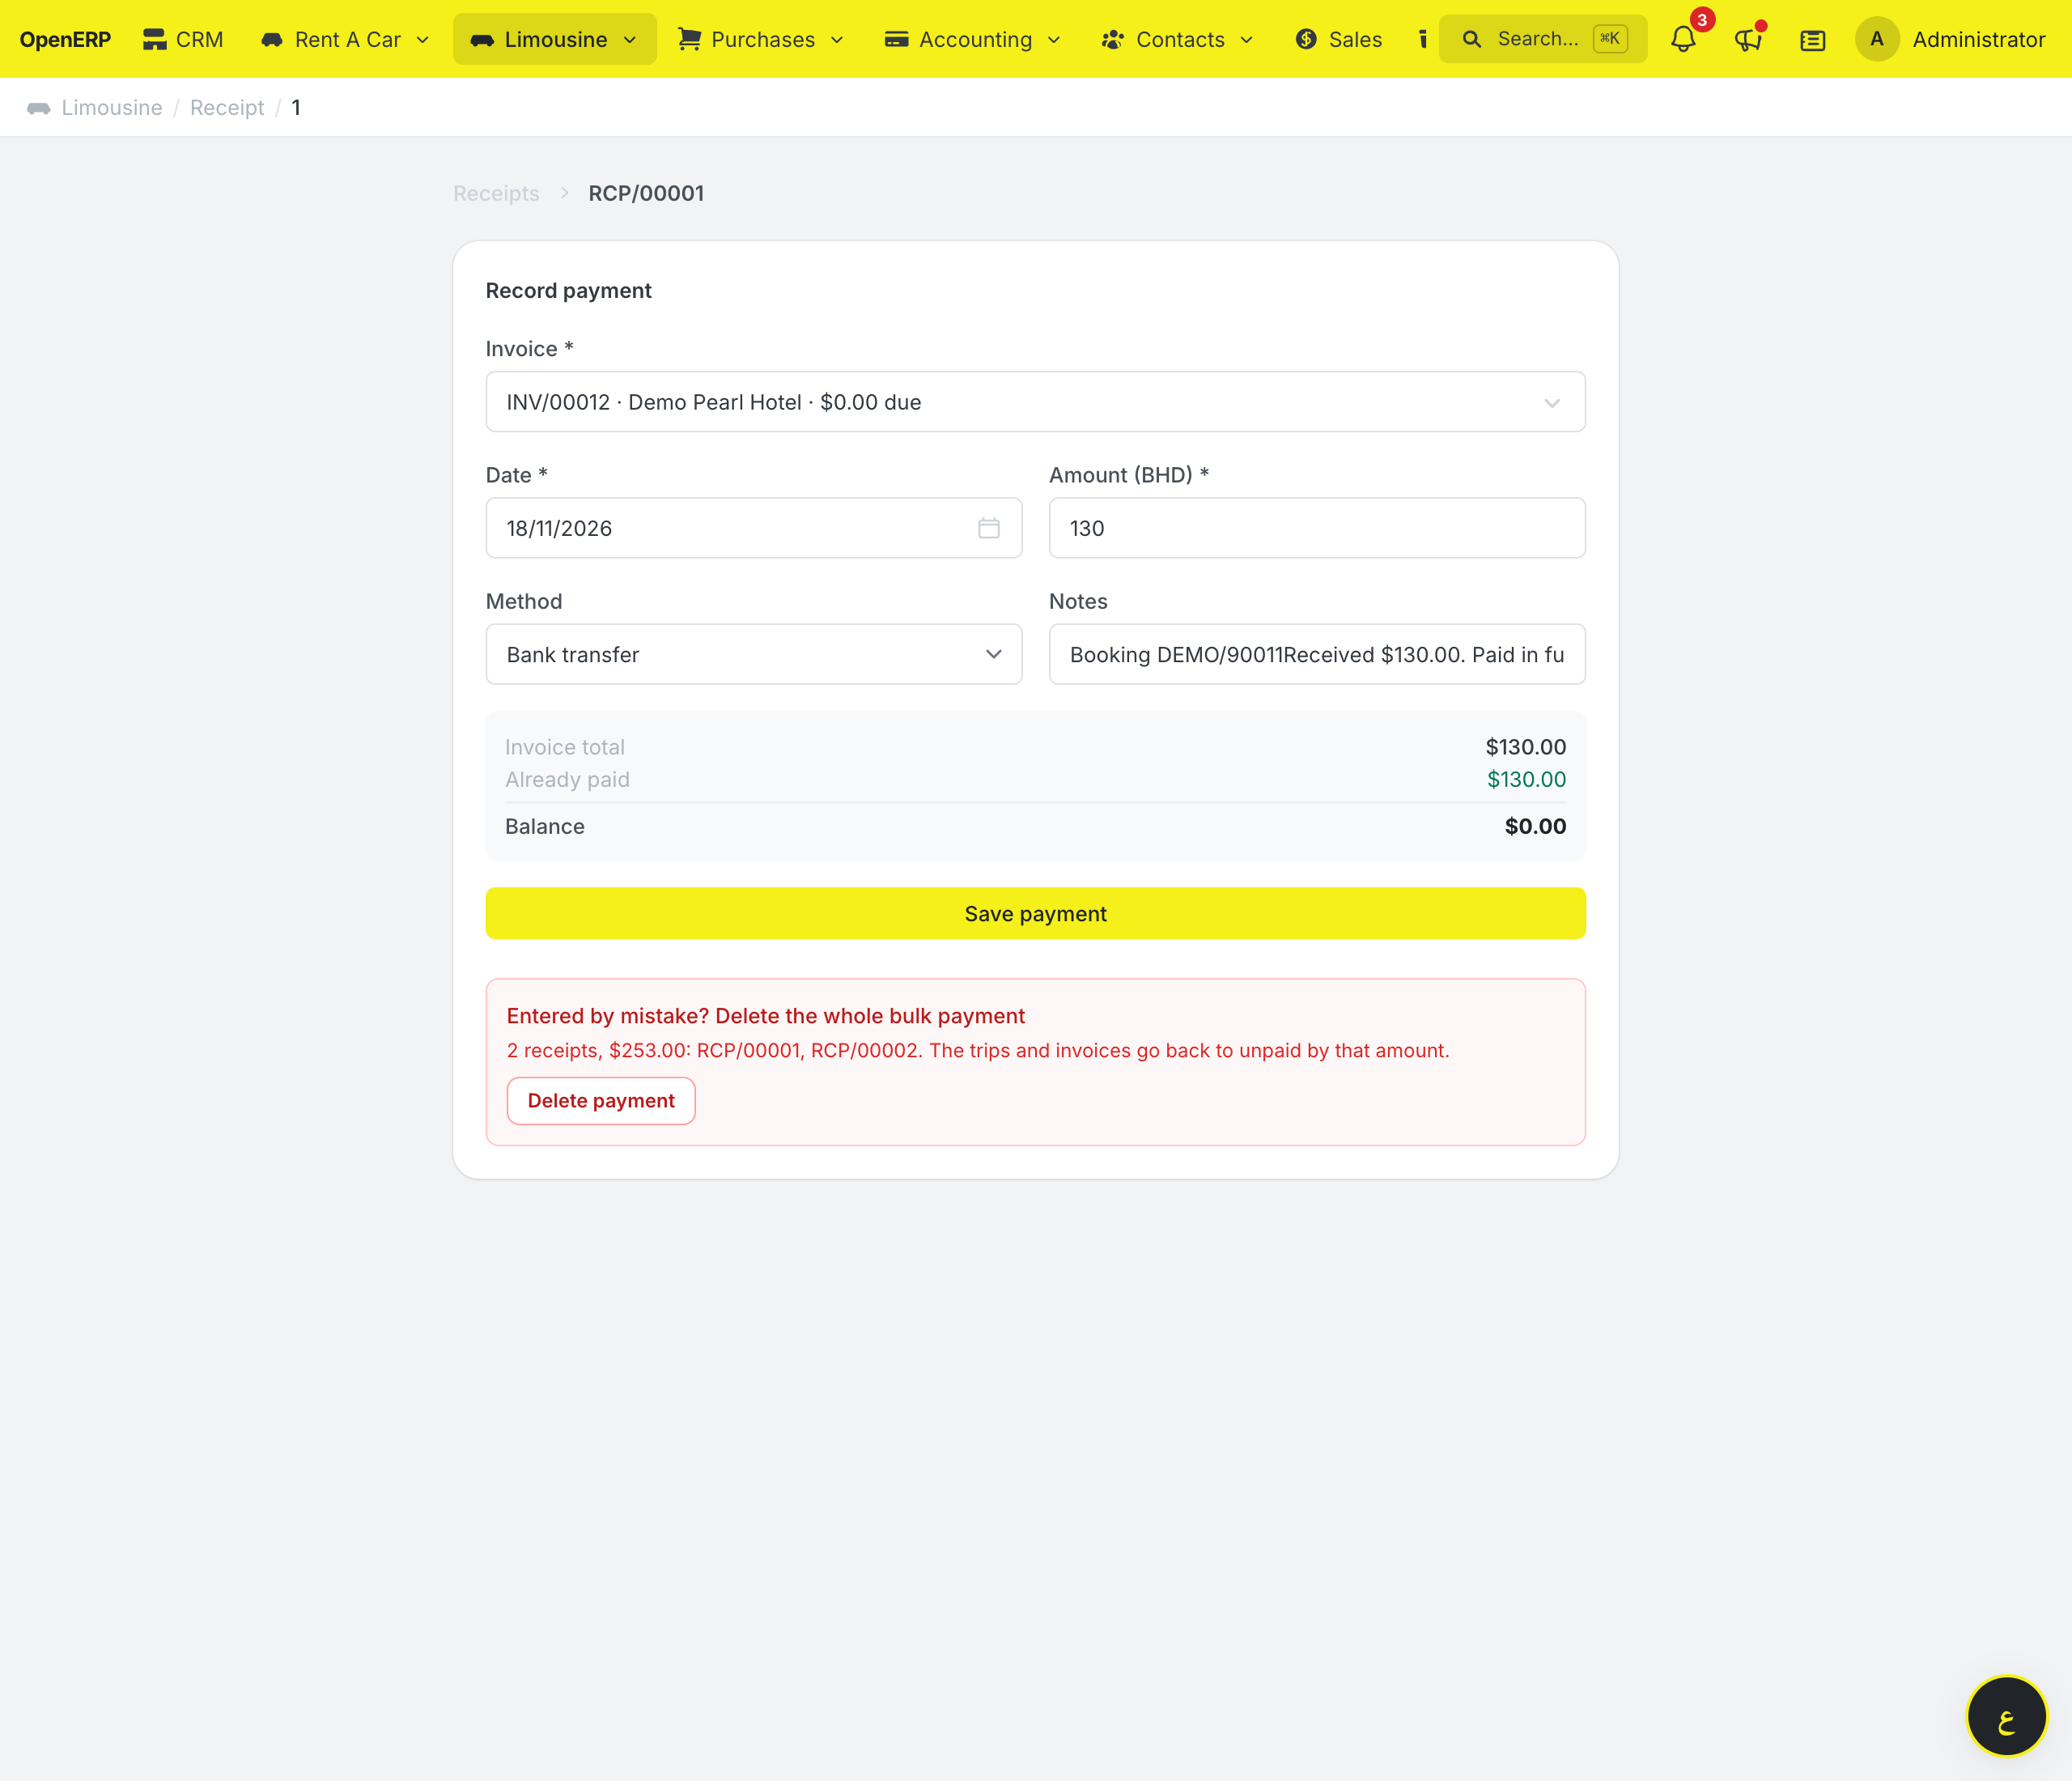 OpenERP CRM Rent A Car Limousine Purchases Accounting Contacts Sales Search... ⌘K 3 A Administrator
Limousine / Receipt / 1
Receipts > RCP/00001
Record payment
Invoice *
INV/00012 · Demo Pearl Hotel · $0.00 due
Date * Amount (BHD) *
18/11/2026 130
Method Notes
Bank transfer Booking DEMO/90011Received $130.00. Paid in fu
Invoice total $130.00
Already paid $130.00
Balance $0.00
Save payment
Entered by mistake? Delete the whole bulk payment
2 receipts, $253.00: RCP/00001, RCP/00002. The trips and invoices go back to unpaid by that amount.
Delete payment
ع